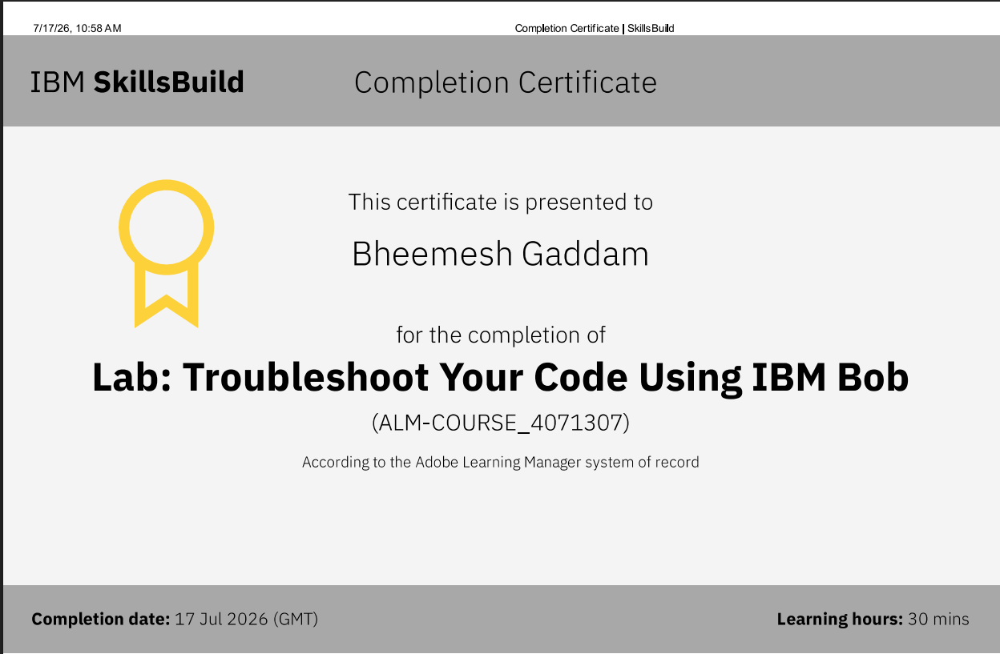 7/17/26, 10:58 AM Completion Certificate | SkillsBuild
IBM SkillsBuild Completion Certificate
This certificate is presented to
Bheemesh Gaddam
for the completion of
Lab: Troubleshoot Your Code Using IBM Bob
(ALM-COURSE_4071307)
According to the Adobe Learning Manager system of record
Completion date: 17 Jul 2026 (GMT) Learning hours: 30 mins